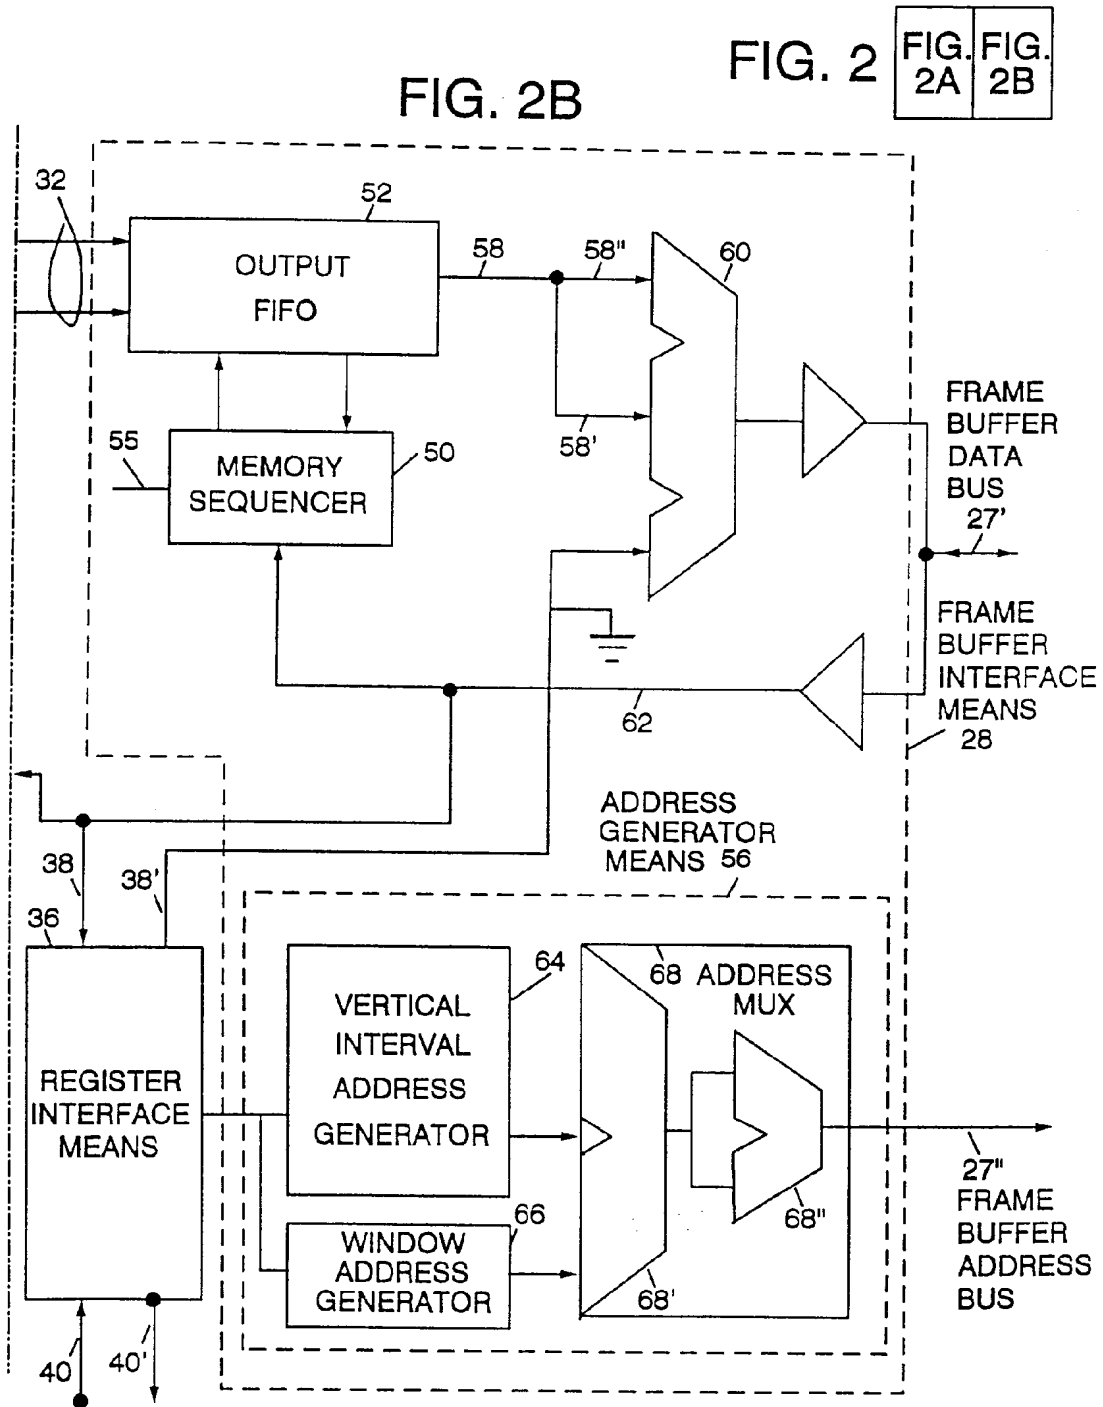 FIG. 2
FIG. 2A
FIG. 2B
FIG. 2B
32
52
OUTPUT
FIFO
58
58"
60
58'
55
MEMORY
SEQUENCER
50
FRAME
BUFFER
DATA
BUS
27'
FRAME
BUFFER
INTERFACE
MEANS
28
62
ADDRESS
GENERATOR
MEANS 56
38
38'
36
REGISTER
INTERFACE
MEANS
64
VERTICAL
INTERVAL
ADDRESS
GENERATOR
68
ADDRESS
MUX
68"
68'
66
WINDOW
ADDRESS
GENERATOR
27"
FRAME
BUFFER
ADDRESS
BUS
40
40'